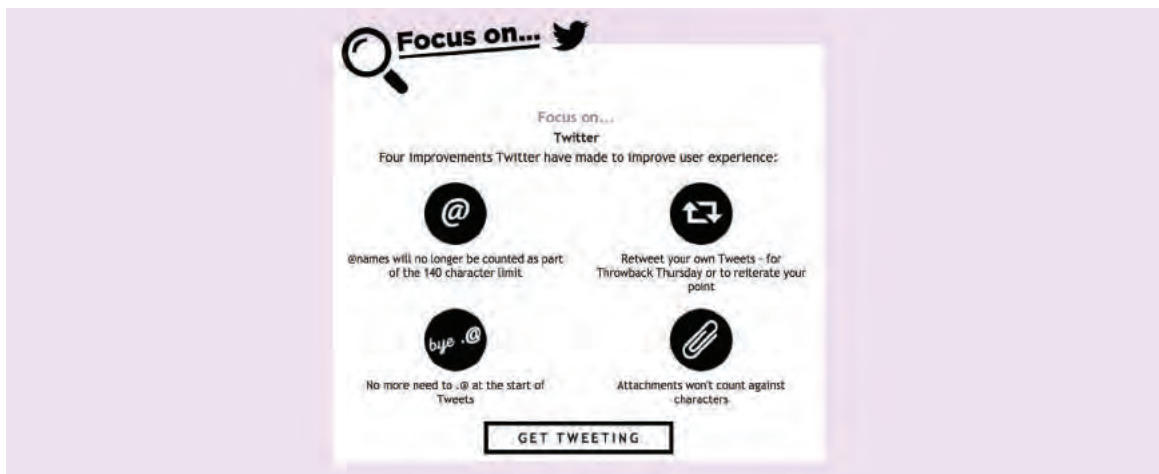 Focus on...
Focus on...
Twitter
Four improvements Twitter have made to improve user experience:
@
@names will no longer be counted as part
of the 140 character limit
Retweet your own Tweets - for
Throwback Thursday or to reiterate your
point
bye .@
No more need to .@ at the start of
Tweets
Attachments won't count against
characters
GET TWEETING